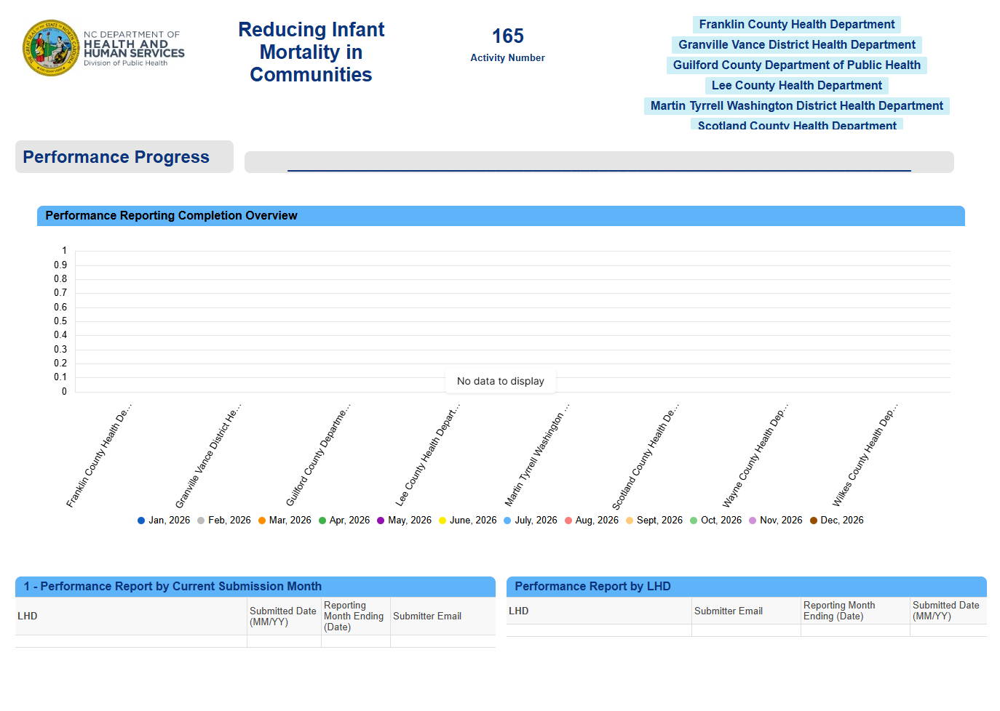 NC DEPARTMENT OF
HEALTH AND
HUMAN SERVICES
Division of Public Health
Reducing Infant
Mortality in
Communities
165
Activity Number
Franklin County Health Department
Granville Vance District Health Department
Guilford County Department of Public Health
Lee County Health Department
Martin Tyrrell Washington District Health Department
Scotland County Health Department
Performance Progress
Performance Reporting Completion Overview
1
0.9
0.8
0.7
0.6
0.5
0.4
0.3
0.2
0.1
0
No data to display
Franklin County Health De...
Granville Vance District He...
Guilford County Departme...
Lee County Health Depart...
Martin Tyrrell Washington ...
Scotland County Health De...
Wayne County Health Dep...
Wilkes County Health Dep...
Jan, 2026 Feb, 2026 Mar, 2026 Apr, 2026 May, 2026 June, 2026 July, 2026 Aug, 2026 Sept, 2026 Oct, 2026 Nov, 2026 Dec, 2026
1 - Performance Report by Current Submission Month
LHD
Submitted Date
(MM/YY)
Reporting
Month Ending
(Date)
Submitter Email
Performance Report by LHD
LHD
Submitter Email
Reporting Month
Ending (Date)
Submitted Date
(MM/YY)